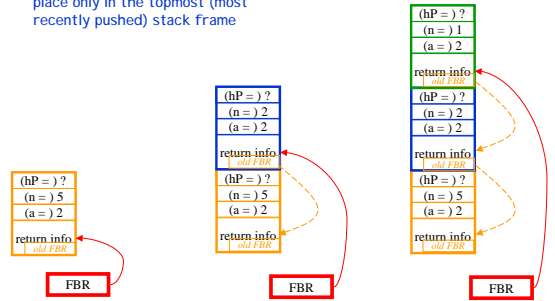 place only in the topmost (most
recently pushed) stack frame
(hP = ) ?
(n = ) 5
(a = ) 2
return info
old FBR
FBR
(hP = ) ?
(n = ) 2
(a = ) 2
return info
old FBR
(hP = ) ?
(n = ) 5
(a = ) 2
return info
old FBR
FBR
(hP = ) ?
(n = ) 1
(a = ) 2
return info
old FBR
(hP = ) ?
(n = ) 2
(a = ) 2
return info
old FBR
(hP = ) ?
(n = ) 5
(a = ) 2
return info
old FBR
FBR